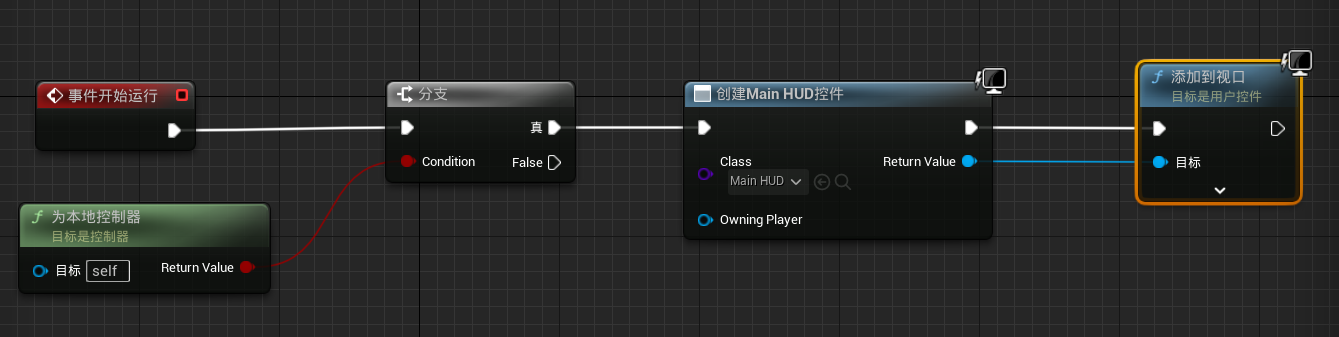 事件开始运行
为本地控制器
目标是控制器
目标 self
Return Value
分支
真
Condition
False
创建Main HUD控件
Class
Main HUD
Return Value
Owning Player
添加到视口
目标是用户控件
目标